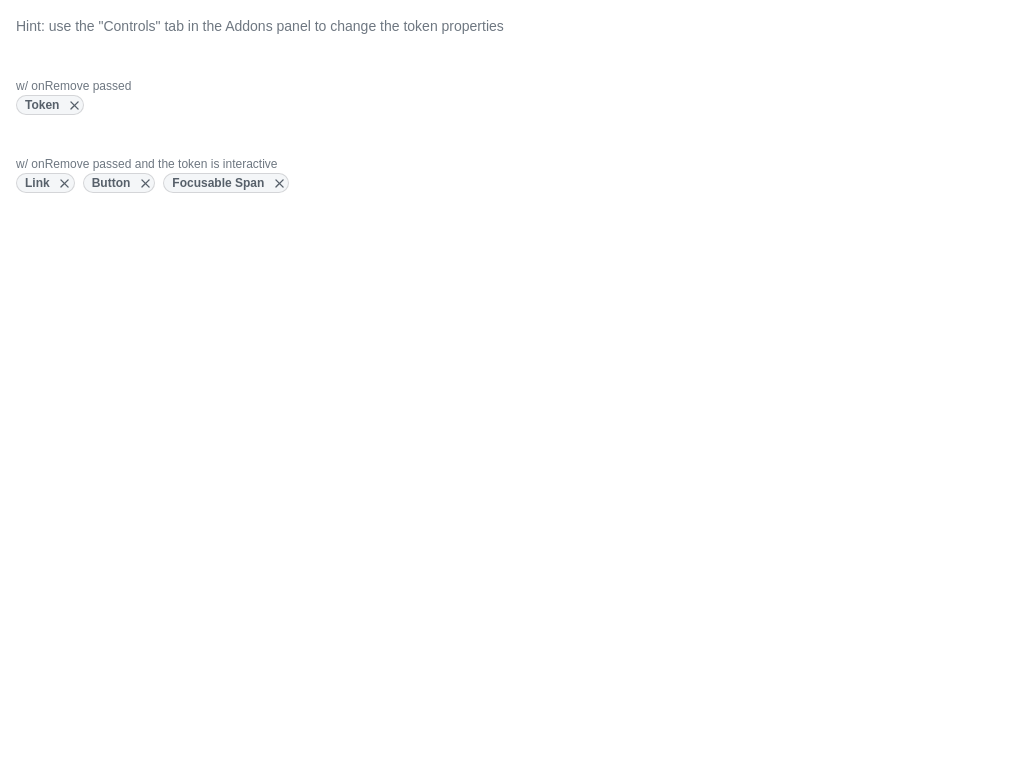 Hint: use the "Controls" tab in the Addons panel to change the token properties
w/ onRemove passed
Token
w/ onRemove passed and the token is interactive
Link Button Focusable Span